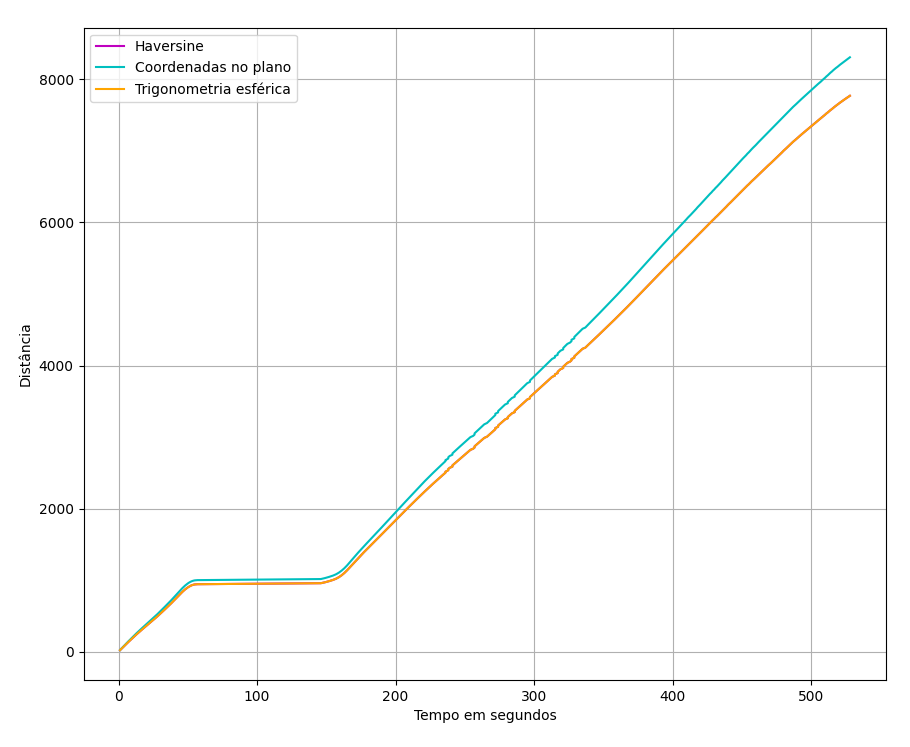 Haversine
Coordenadas no plano
Trigonometria esférica
8000
6000
4000
2000
0
Distância
0 100 200 300 400 500
Tempo em segundos